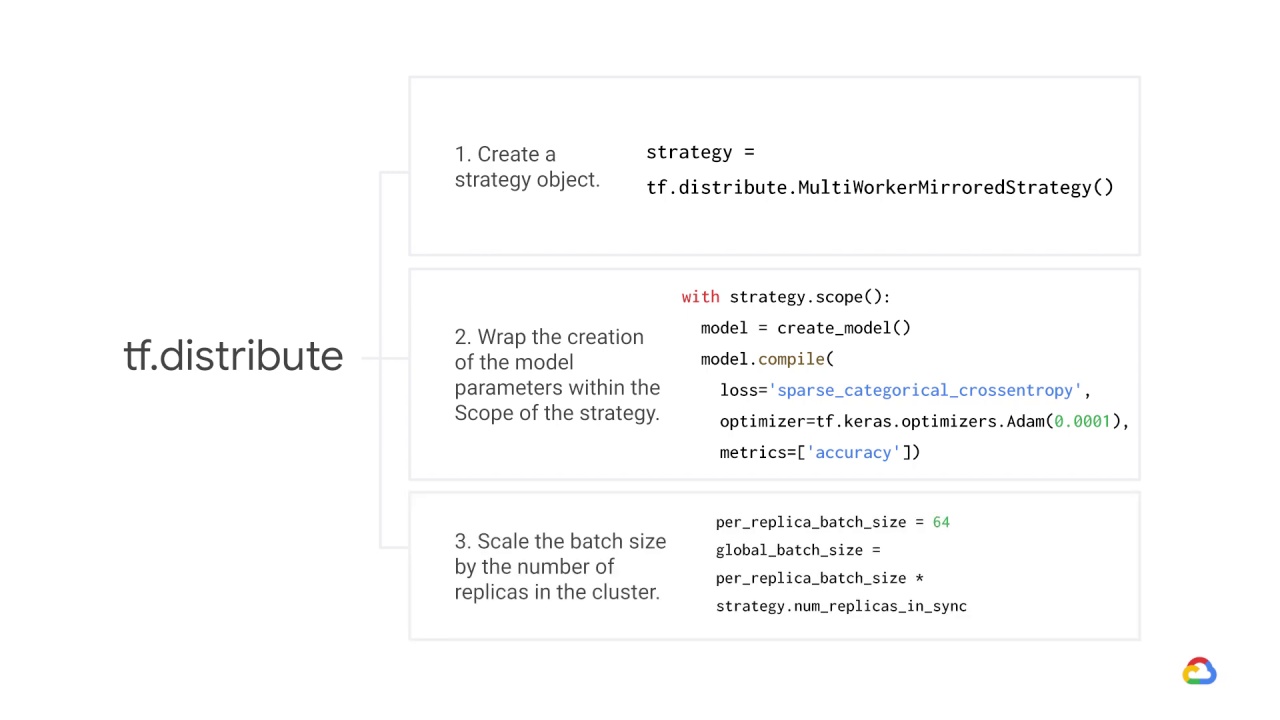 tf.distribute
1. Create a
strategy object.
strategy =
tf.distribute.MultiWorkerMirroredStrategy()
2. Wrap the creation
of the model
parameters within the
Scope of the strategy.
with strategy.scope():
model = create_model()
model.compile(
loss='sparse_categorical_crossentropy',
optimizer=tf.keras.optimizers.Adam(0.0001),
metrics=['accuracy'])
3. Scale the batch size
by the number of
replicas in the cluster.
per_replica_batch_size = 64
global_batch_size =
per_replica_batch_size *
strategy.num_replicas_in_sync